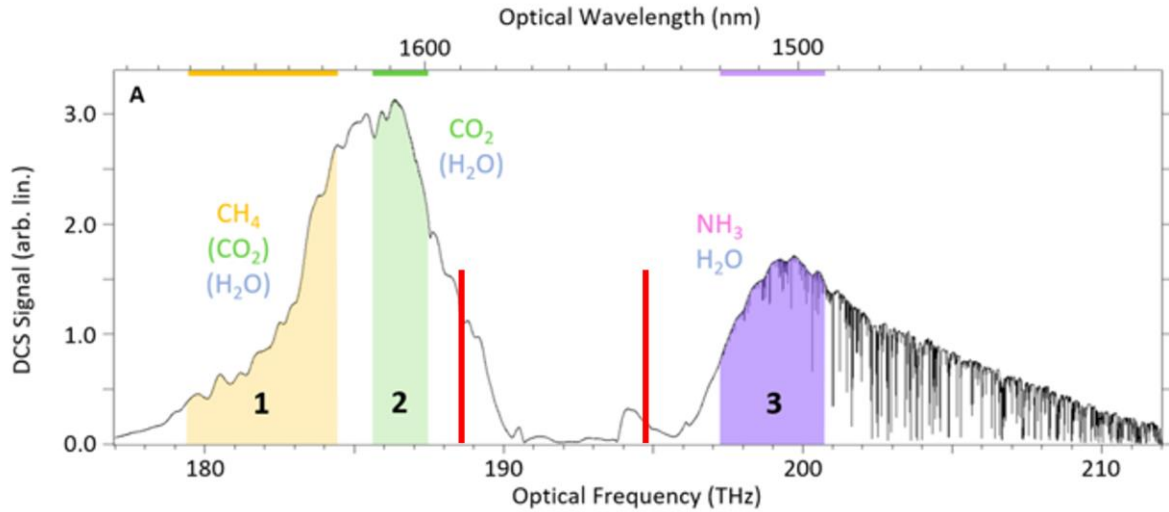 Optical Wavelength (nm)
1600 1500
A
3.0
2.0
1.0
0.0
DCS Signal (arb. lin.)
CH₄
(CO₂)
(H₂O)
CO₂
(H₂O)
NH₃
H₂O
1 2 3
180 190 200 210
Optical Frequency (THz)